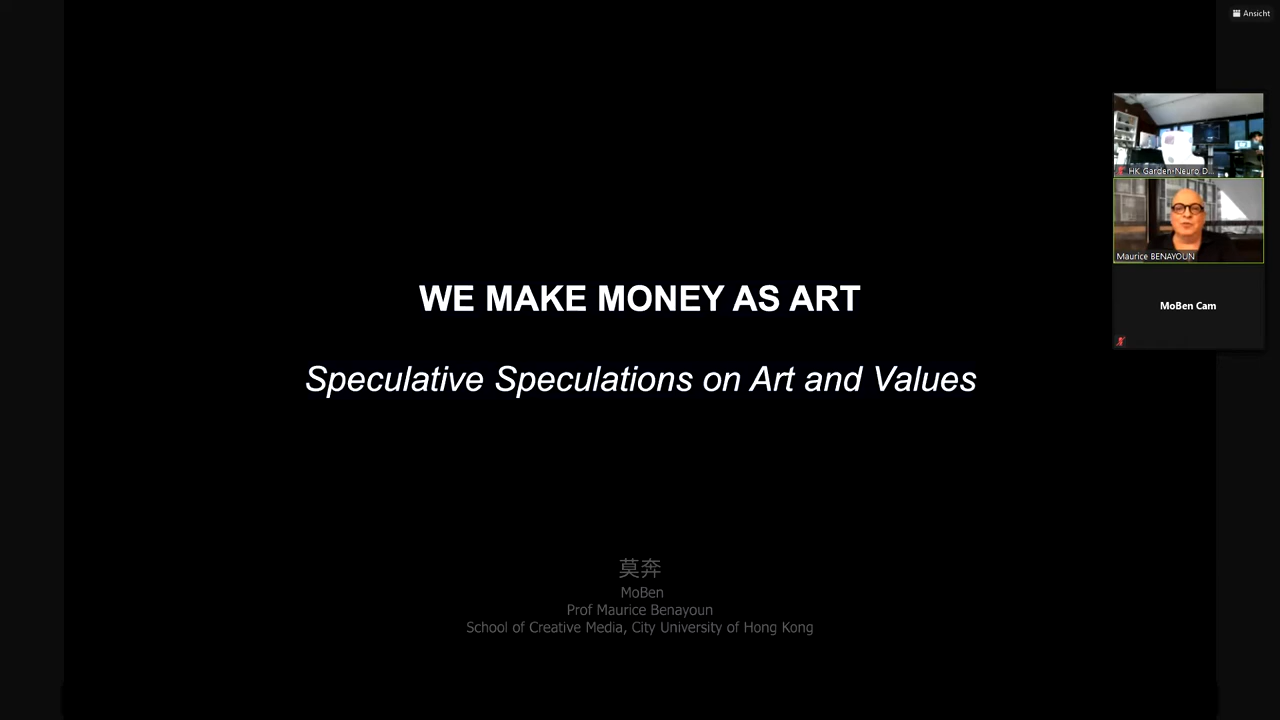 Ansicht
HK Garden-Neuro D...
Maurice BENAYOUN
MoBen Cam
WE MAKE MONEY AS ART
Speculative Speculations on Art and Values
莫奔
MoBen
Prof Maurice Benayoun
School of Creative Media, City University of Hong Kong